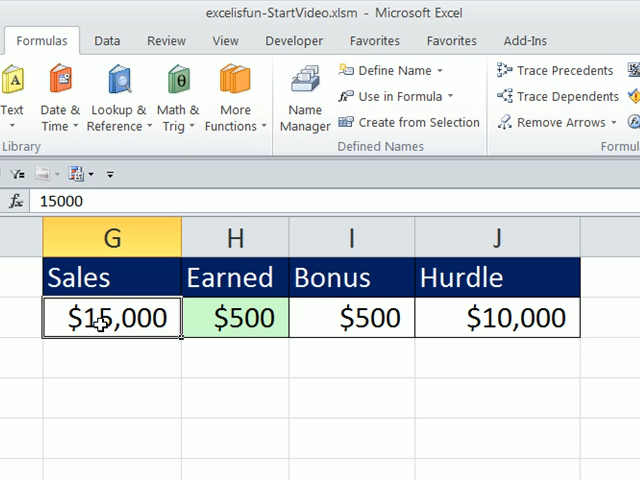 excelisfun-StartVideo.xlsm - Microsoft Excel
Formulas Data Review View Developer Favorites Favorites Add-Ins
Text Date & Time Lookup & Reference Math & Trig More Functions Name Manager
Define Name
Use in Formula
Create from Selection
Trace Precedents
Trace Dependents
Remove Arrows
Library Defined Names
fx 15000
G H I J
Sales Earned Bonus Hurdle
$15,000 $500 $500 $10,000